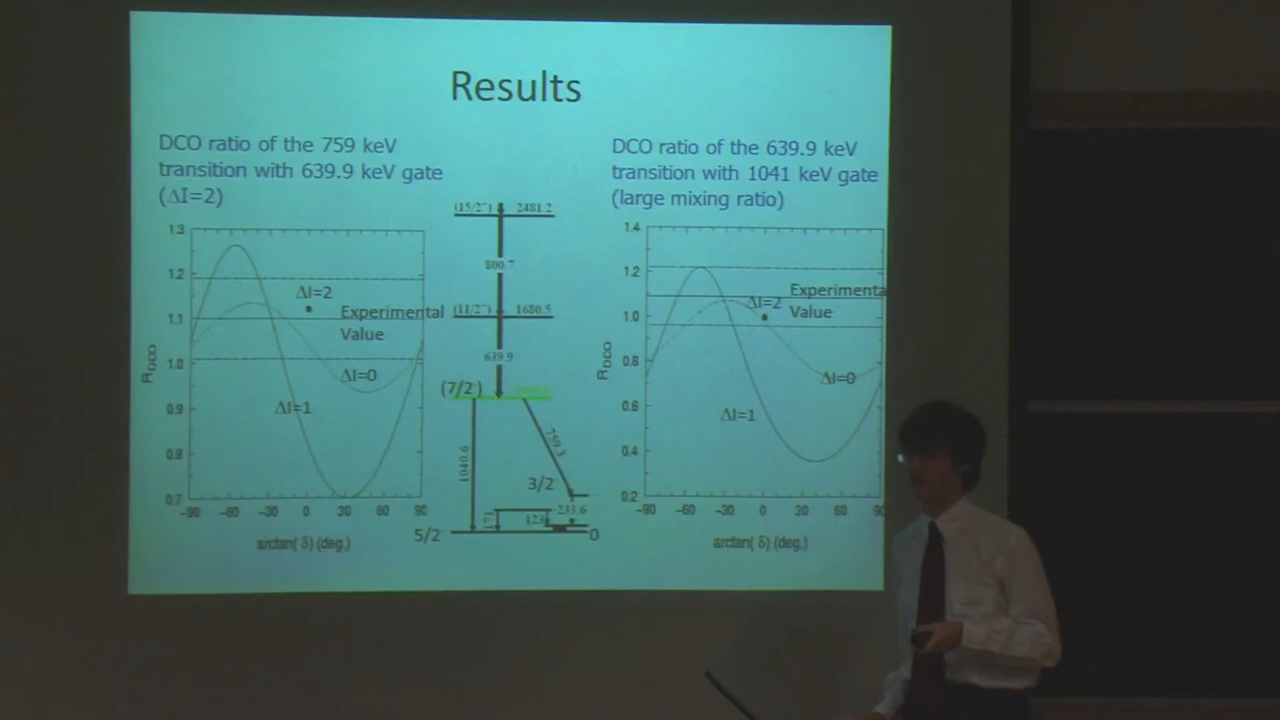 Results
DCO ratio of the 759 keV
transition with 639.9 keV gate
(ΔI=2)
1.3
1.2
1.1
1.0
0.9
0.8
0.7
R_DCO
ΔI=2
Experimental
Value
ΔI=0
ΔI=1
-90 -60 -30 0 30 60 90
arctan( δ) (deg.)
(15/2⁻) 2481.2
800.7
(11/2⁻) 1680.5
639.9
(7/2⁻)
1040.6
759.3
3/2⁻
233.6
123
5/2⁻
0
DCO ratio of the 639.9 keV
transition with 1041 keV gate
(large mixing ratio)
1.4
1.2
1.0
0.8
0.6
0.4
0.2
R_DCO
ΔI=2
Experimenta
Value
ΔI=0
ΔI=1
-90 -60 -30 0 30 60 90
arctan( δ) (deg.)